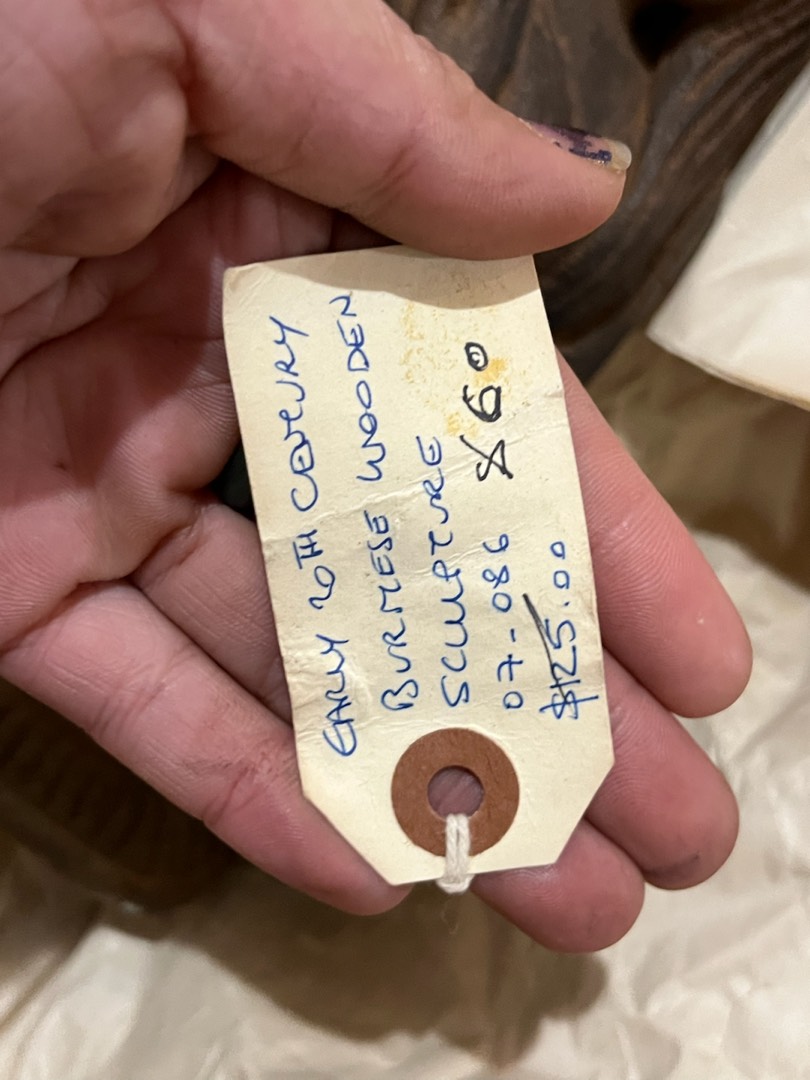 EARLY 20TH CENTURY
BURMESE WOODEN
SCULPTURE
07-086 $60
$125.00